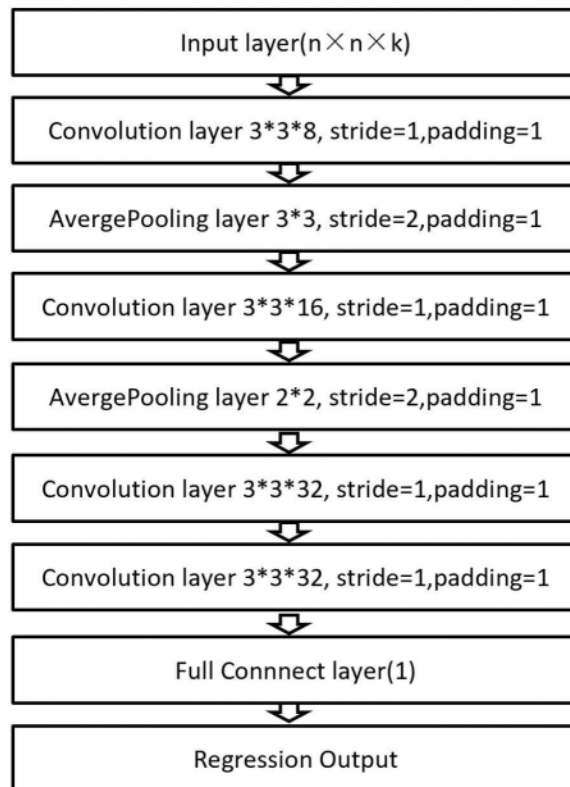 Input layer(n×n×k)
Convolution layer 3*3*8, stride=1,padding=1
AvergePooling layer 3*3, stride=2,padding=1
Convolution layer 3*3*16, stride=1,padding=1
AvergePooling layer 2*2, stride=2,padding=1
Convolution layer 3*3*32, stride=1,padding=1
Convolution layer 3*3*32, stride=1,padding=1
Full Connnect layer(1)
Regression Output